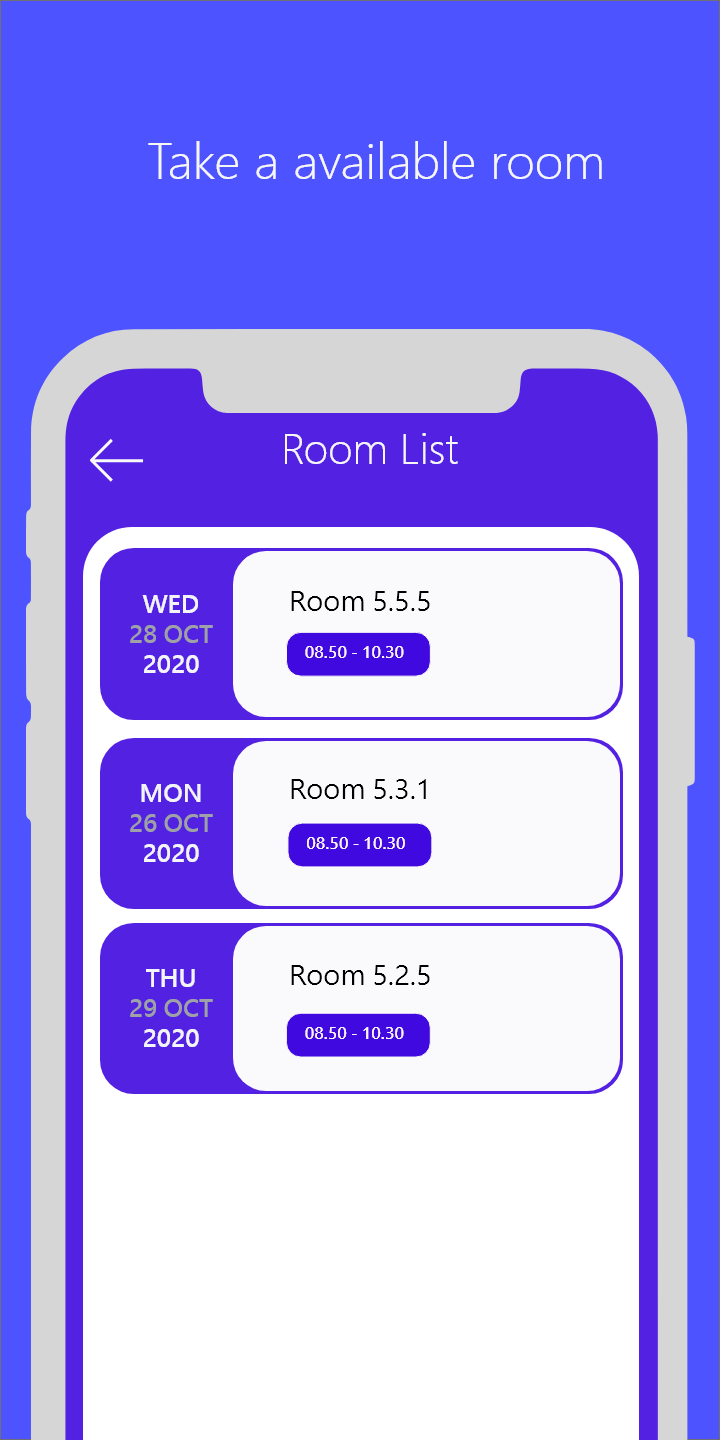 Take a available room
Room List
WED
28 OCT
2020
Room 5.5.5
08.50 - 10.30
MON
26 OCT
2020
Room 5.3.1
08.50 - 10.30
THU
29 OCT
2020
Room 5.2.5
08.50 - 10.30